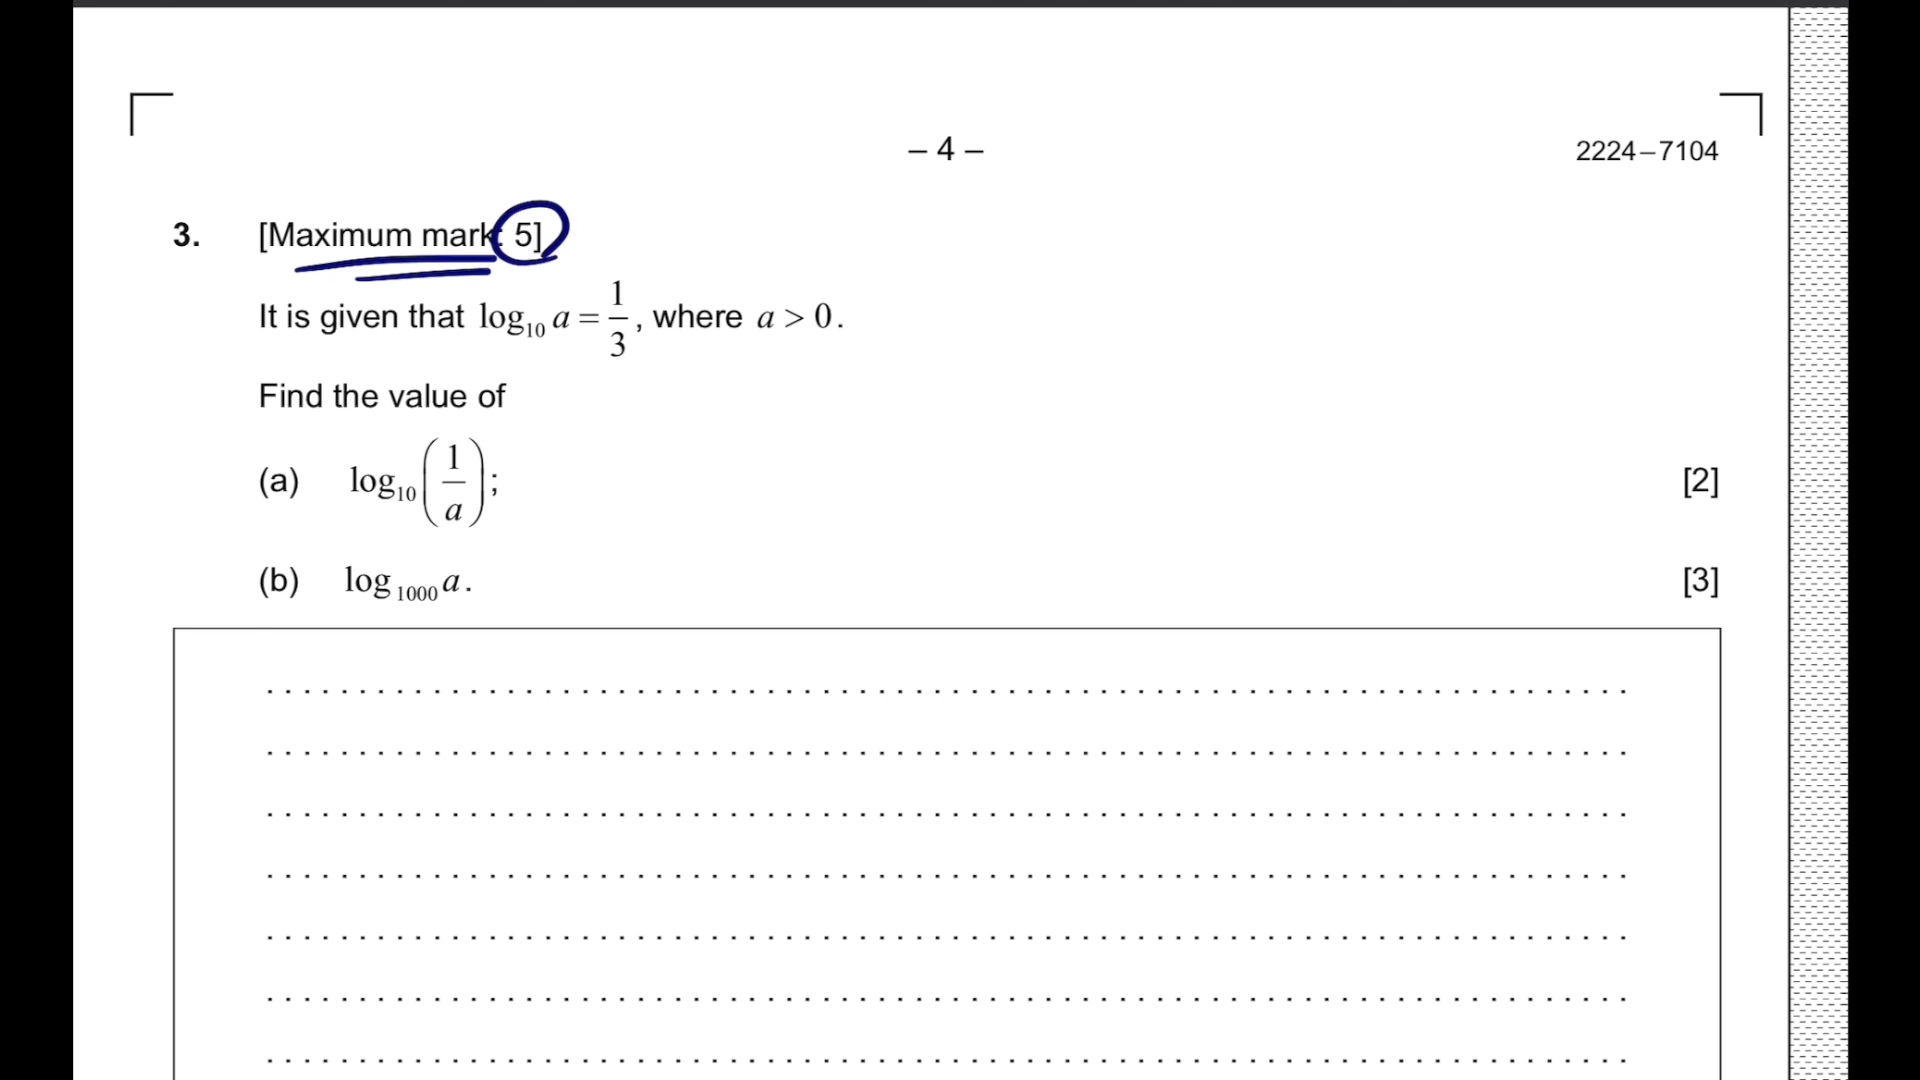 – 4 –
2224–7104
3. [Maximum mark: 5]
It is given that log₁₀ a = 1/3, where a > 0.
Find the value of
(a) log₁₀(1/a); [2]
(b) log₁₀₀₀ a. [3]